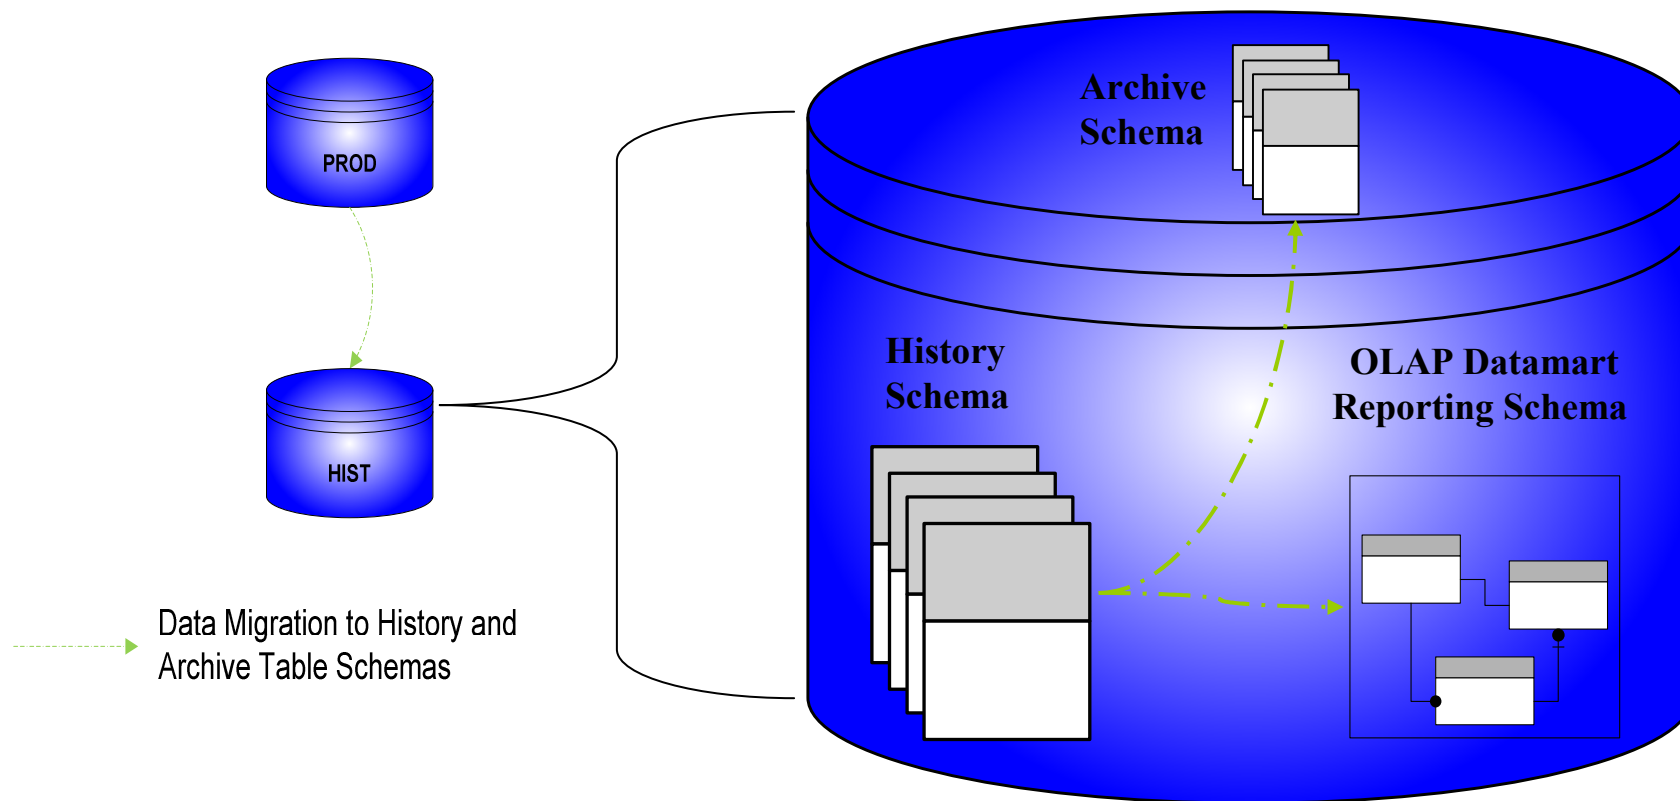 PROD
HIST
Data Migration to History and
Archive Table Schemas
Archive
Schema
History
Schema
OLAP Datamart
Reporting Schema